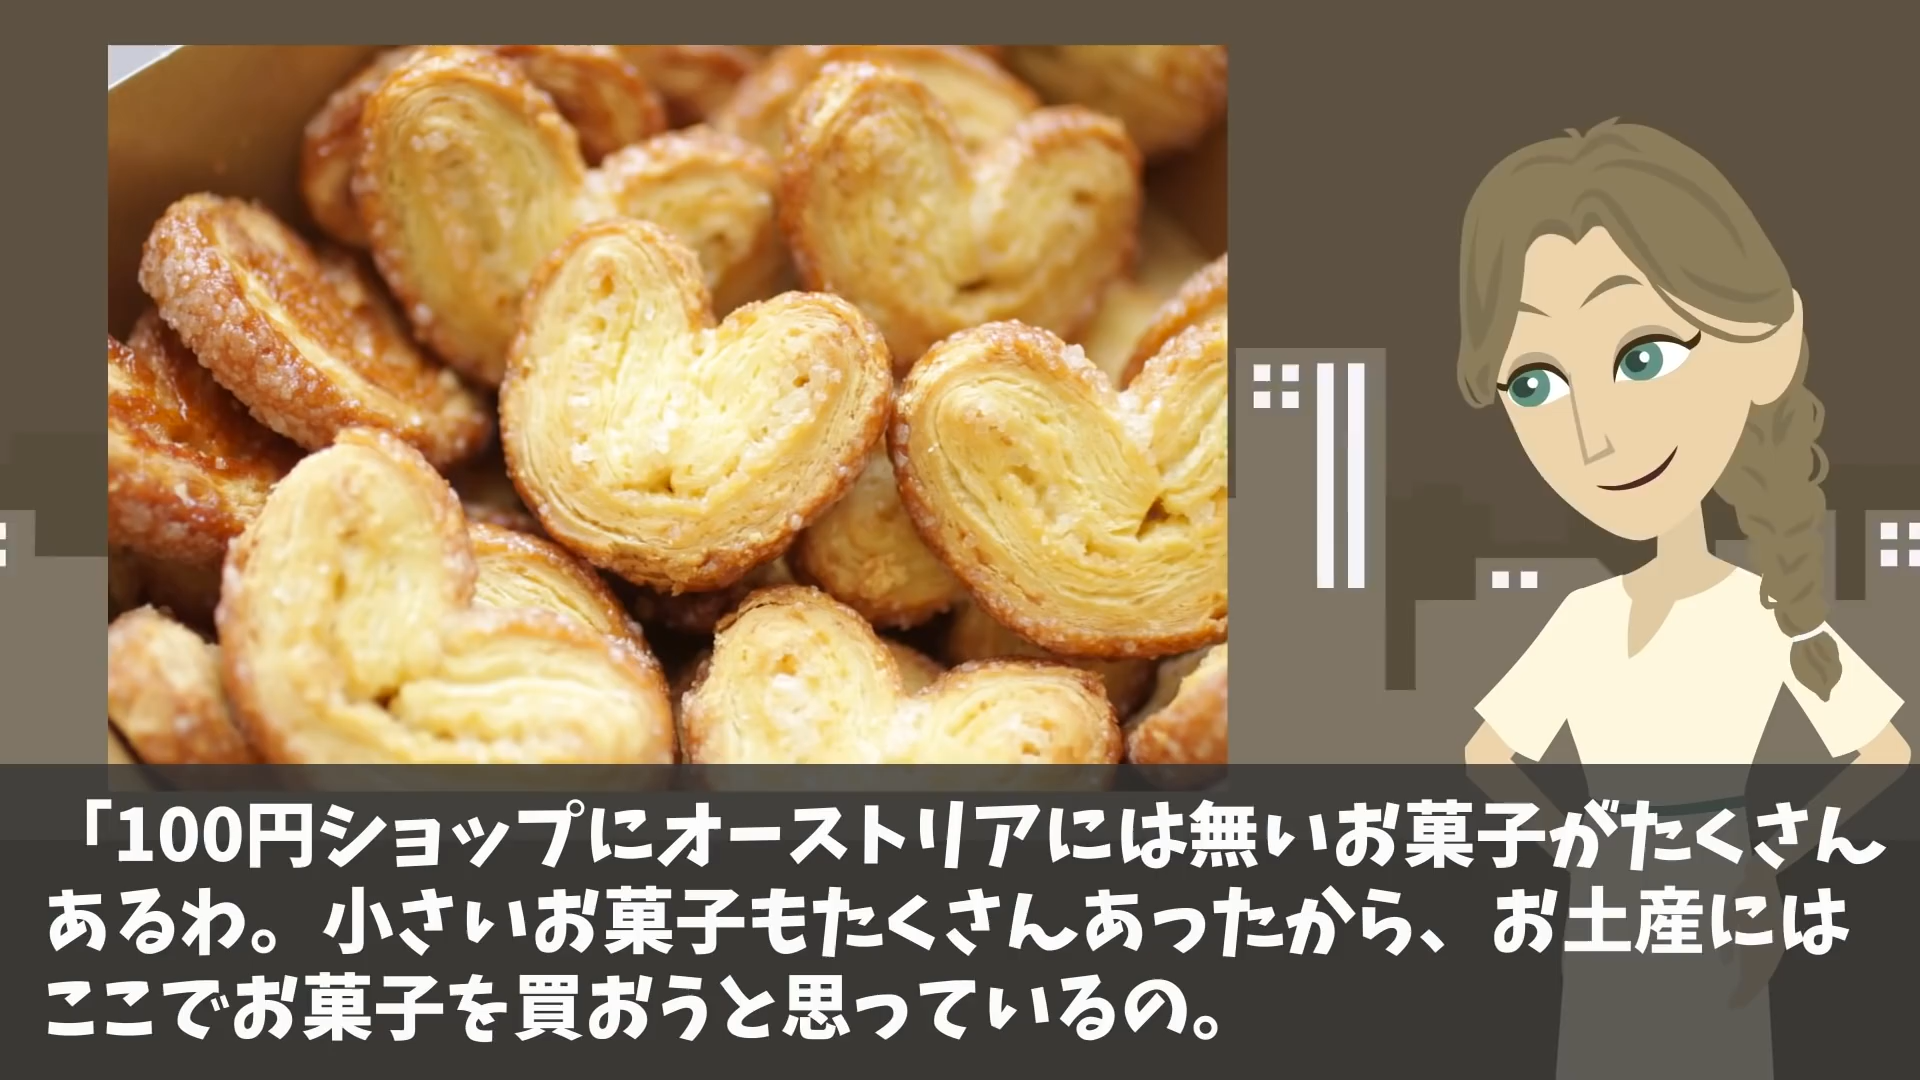 「100円ショップにオーストリアには無いお菓子がたくさん
あるわ。小さいお菓子もたくさんあったから、お土産には
ここでお菓子を買おうと思っているの。